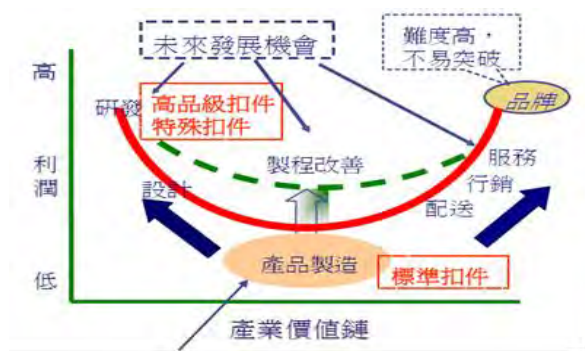 未來發展機會
難度高，
不易突破
高
研發
高品級扣件
特殊扣件
品牌
利
潤
製程改善
服務
行銷
設計
配送
產品製造
標準扣件
低
產業價值鏈